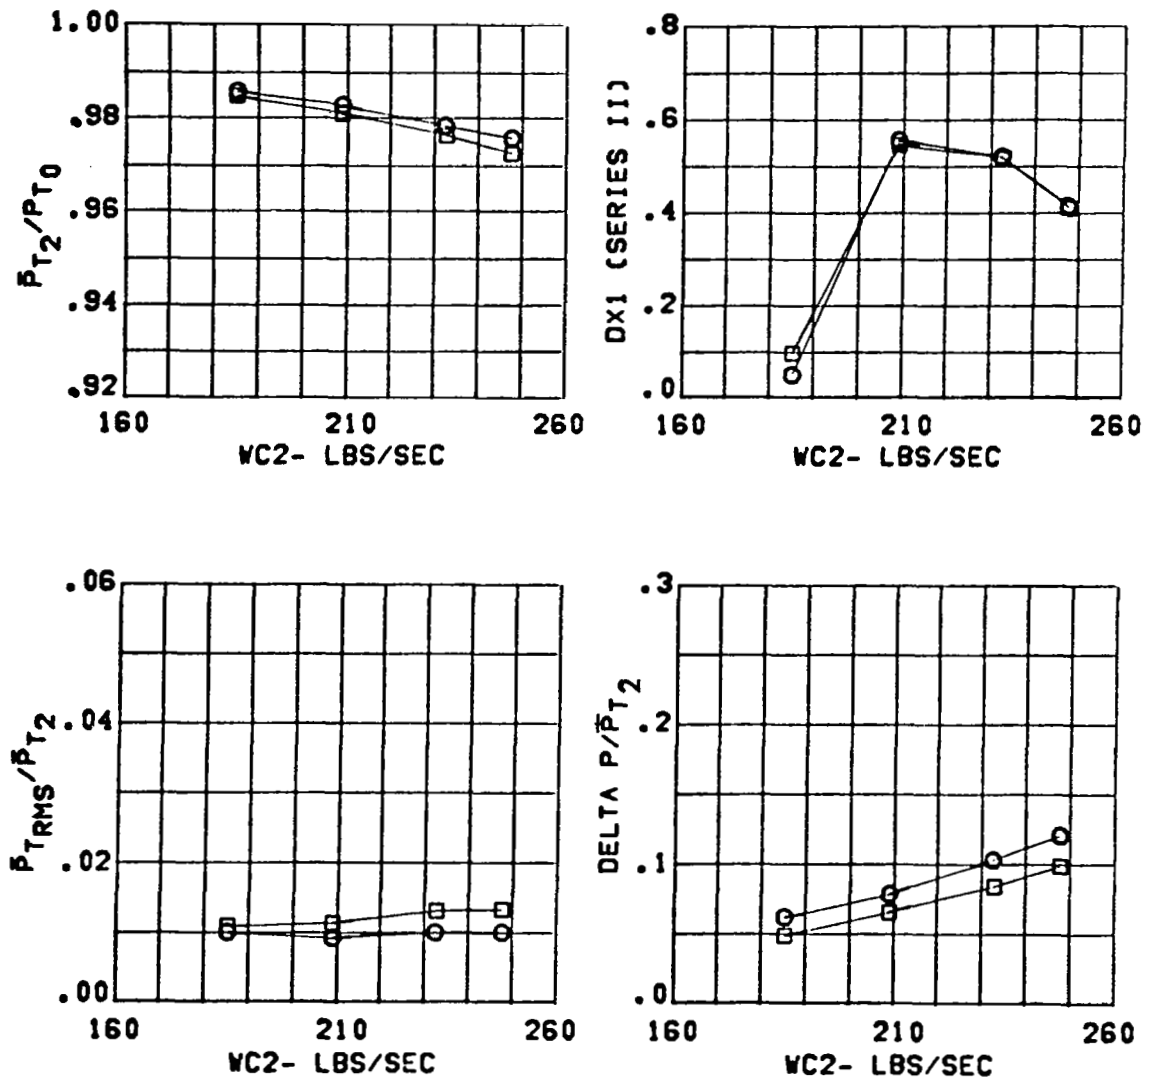 1.00
.98
.96
.94
.92
P̄T2/PT0
160 210 260
WC2- LBS/SEC
.8
.6
.4
.2
.0
DX1 (SERIES II)
160 210 260
WC2- LBS/SEC
.06
.04
.02
.00
P̄TRMS/P̄T2
160 210 260
WC2- LBS/SEC
.3
.2
.1
.0
DELTA P/P̄T2
160 210 260
WC2- LBS/SEC